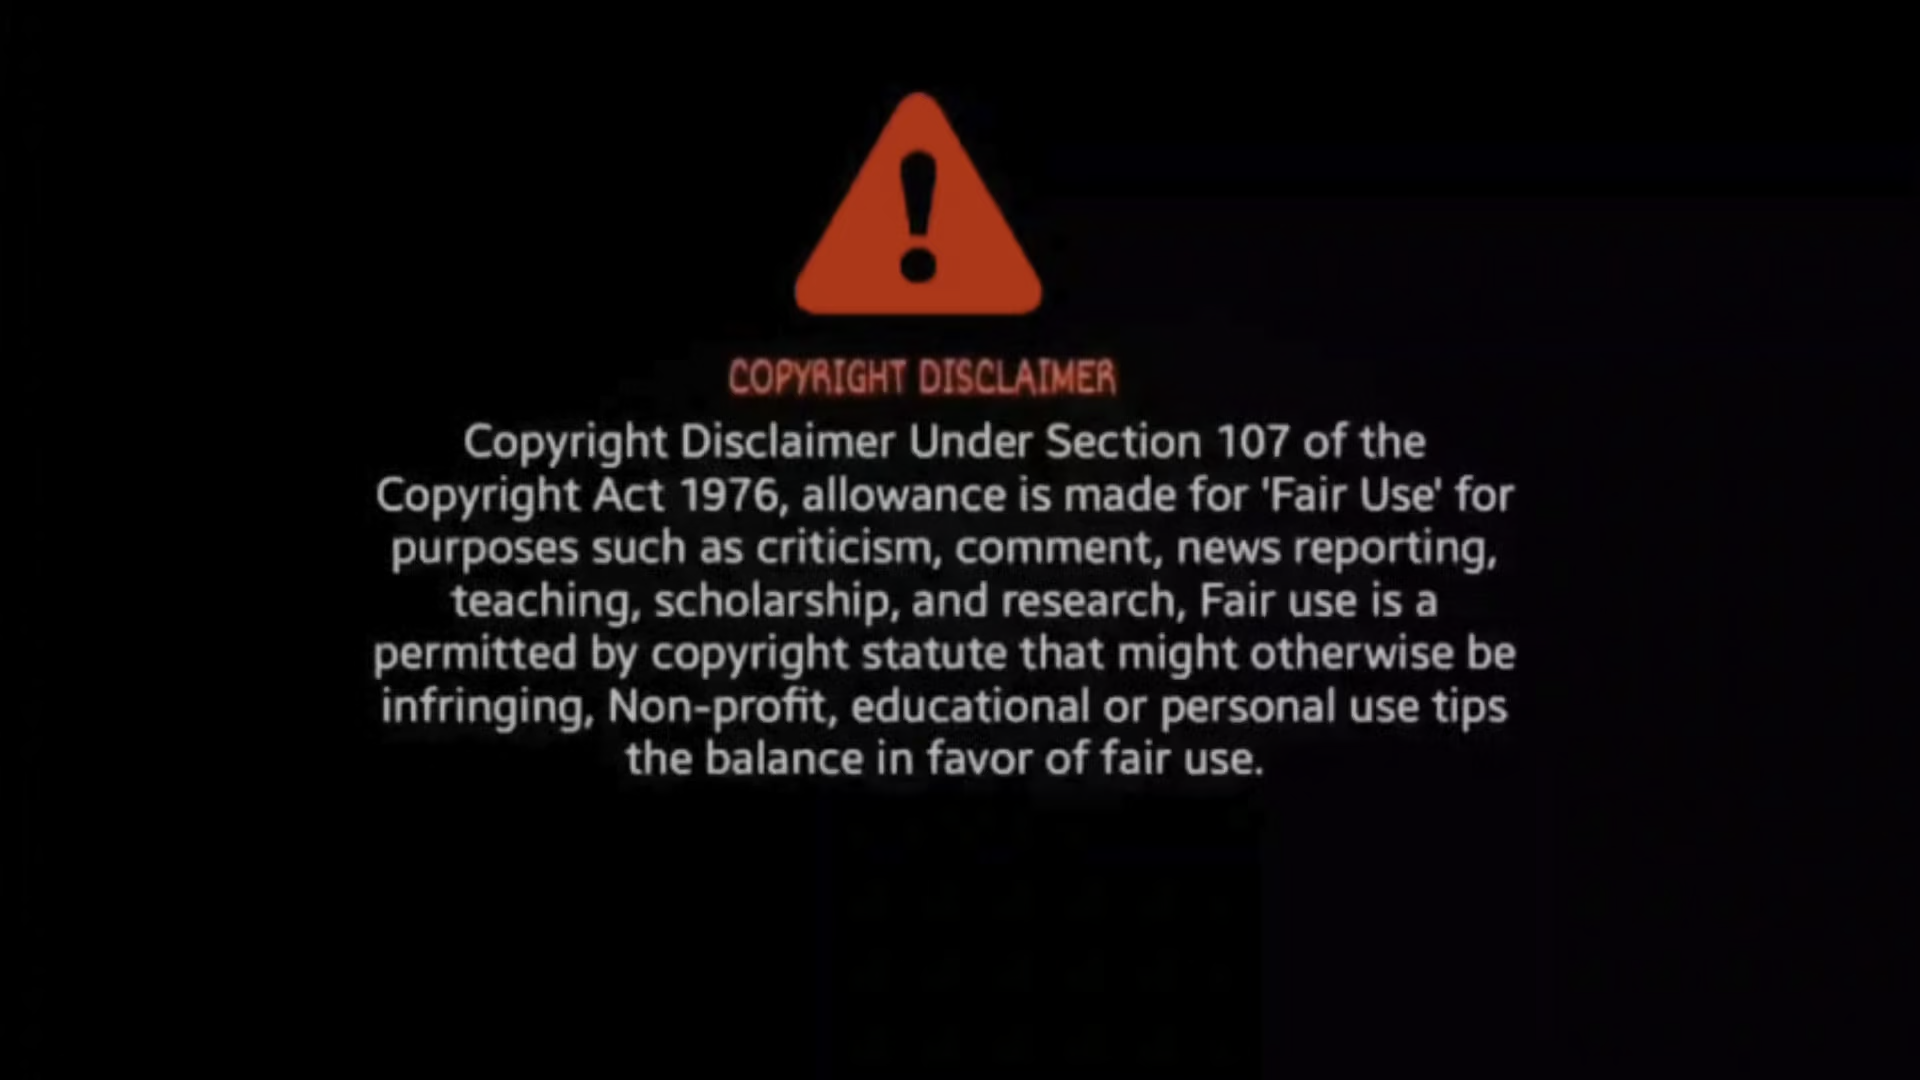 COPYRIGHT DISCLAIMER
Copyright Disclaimer Under Section 107 of the
Copyright Act 1976, allowance is made for 'Fair Use' for
purposes such as criticism, comment, news reporting,
teaching, scholarship, and research, Fair use is a
permitted by copyright statute that might otherwise be
infringing, Non-profit, educational or personal use tips
the balance in favor of fair use.